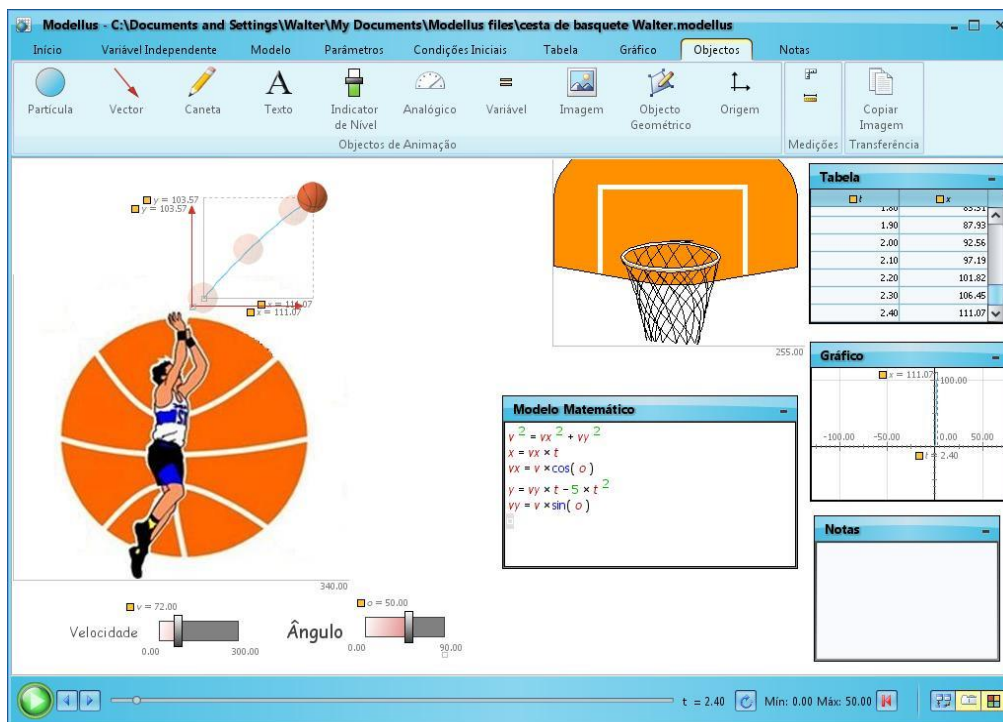 Modellus - C:\Documents and Settings\Walter\My Documents\Modellus files\cesta de basquete Walter.modellus
Início Variável Independente Modelo Parâmetros Condições Iniciais Tabela Gráfico Objectos Notas
Partícula Vector Caneta Texto Indicator de Nível Analógico Variável Imagem Objecto Geométrico Origem Copiar Imagem
Objectos de Animação Medições Transferência
y = 103.57
y = 103.57
x = 111.07
x = 111.07
340.00
255.00
Tabela
t x
1.80 83.31
1.90 87.93
2.00 92.56
2.10 97.19
2.20 101.82
2.30 106.45
2.40 111.07
Gráfico
x = 111.07
100.00
-100.00 -50.00 0.00 50.00
t = 2.40
Modelo Matemático
v 2 = vx 2 + vy 2
x = vx × t
vx = v × cos( o )
y = vy × t − 5 × t 2
vy = v × sin( o )
Notas
v = 72.00
Velocidade
0.00 300.00
o = 50.00
Ângulo
0.00 90.00
t = 2.40 Mín: 0.00 Máx: 50.00